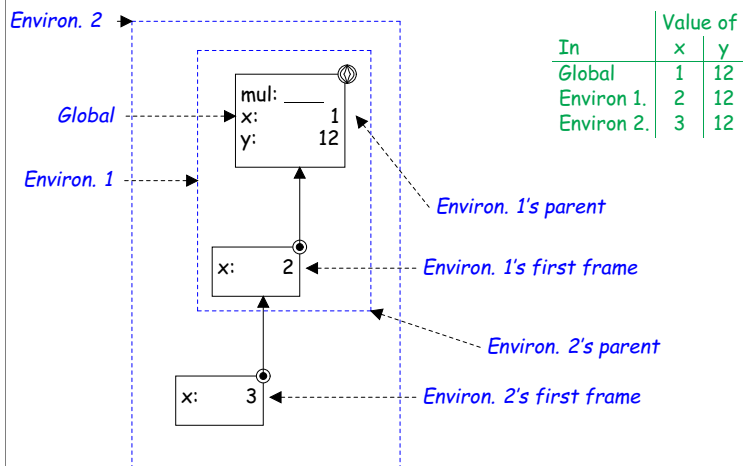 Environ. 2
Value of
In x y
Global 1 12
Environ 1. 2 12
Environ 2. 3 12
mul: ____
x: 1
y: 12
Global
Environ. 1
Environ. 1's parent
x: 2
Environ. 1's first frame
Environ. 2's parent
x: 3
Environ. 2's first frame